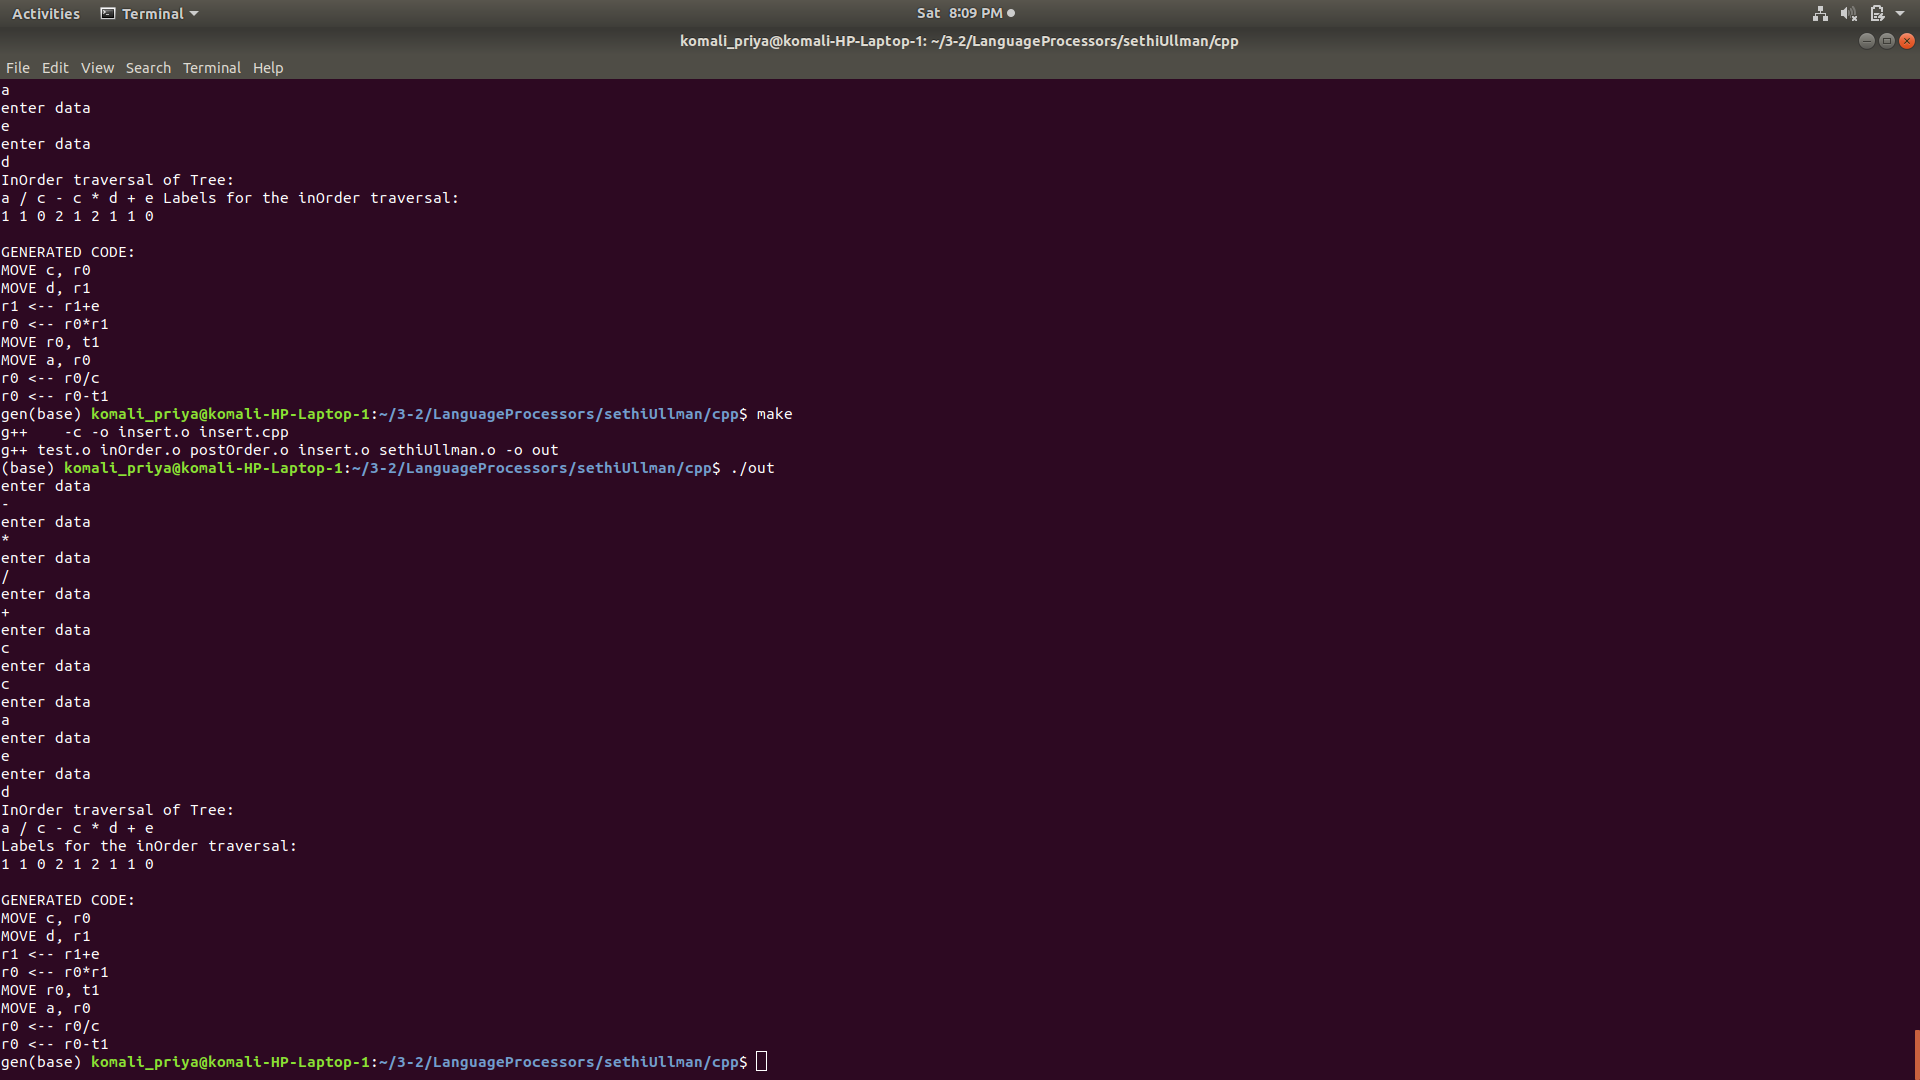 Activities Terminal Sat 8:09 PM
komali_priya@komali-HP-Laptop-1: ~/3-2/LanguageProcessors/sethiUllman/cpp
File Edit View Search Terminal Help
a
enter data
e
enter data
d
InOrder traversal of Tree:
a / c - c * d + e Labels for the inOrder traversal:
1 1 0 2 1 2 1 1 0
GENERATED CODE:
MOVE c, r0
MOVE d, r1
r1 <-- r1+e
r0 <-- r0*r1
MOVE r0, t1
MOVE a, r0
r0 <-- r0/c
r0 <-- r0-t1
gen(base) komali_priya@komali-HP-Laptop-1:~/3-2/LanguageProcessors/sethiUllman/cpp$ make
g++    -c -o insert.o insert.cpp
g++ test.o inOrder.o postOrder.o insert.o sethiUllman.o -o out
(base) komali_priya@komali-HP-Laptop-1:~/3-2/LanguageProcessors/sethiUllman/cpp$ ./out
enter data
-
enter data
*
enter data
/
enter data
+
enter data
c
enter data
c
enter data
a
enter data
e
enter data
d
InOrder traversal of Tree:
a / c - c * d + e
Labels for the inOrder traversal:
1 1 0 2 1 2 1 1 0
GENERATED CODE:
MOVE c, r0
MOVE d, r1
r1 <-- r1+e
r0 <-- r0*r1
MOVE r0, t1
MOVE a, r0
r0 <-- r0/c
r0 <-- r0-t1
gen(base) komali_priya@komali-HP-Laptop-1:~/3-2/LanguageProcessors/sethiUllman/cpp$